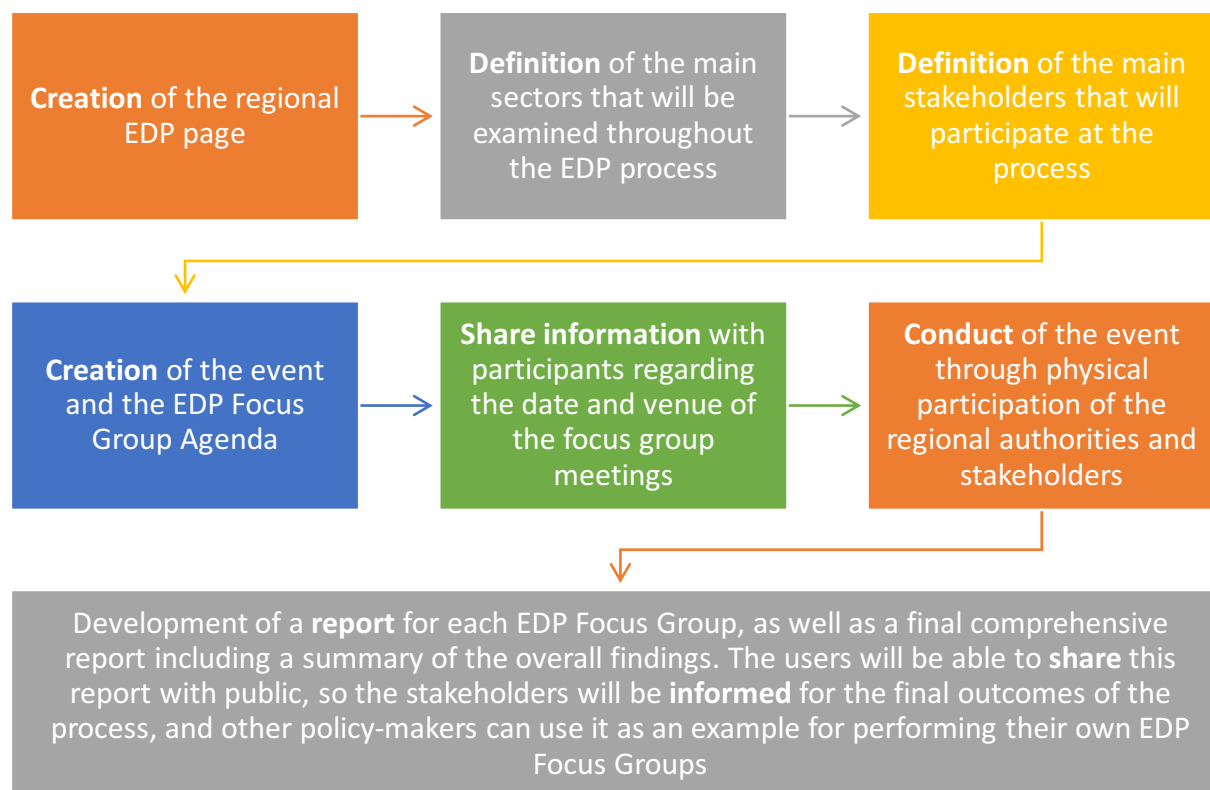 Creation of the regional
EDP page
Definition of the main
sectors that will be
examined throughout
the EDP process
Definition of the main
stakeholders that will
participate at the
process
Creation of the event
and the EDP Focus
Group Agenda
Share information with
participants regarding
the date and venue of
the focus group
meetings
Conduct of the event
through physical
participation of the
regional authorities and
stakeholders
Development of a report for each EDP Focus Group, as well as a final comprehensive
report including a summary of the overall findings. The users will be able to share this
report with public, so the stakeholders will be informed for the final outcomes of the
process, and other policy-makers can use it as an example for performing their own EDP
Focus Groups